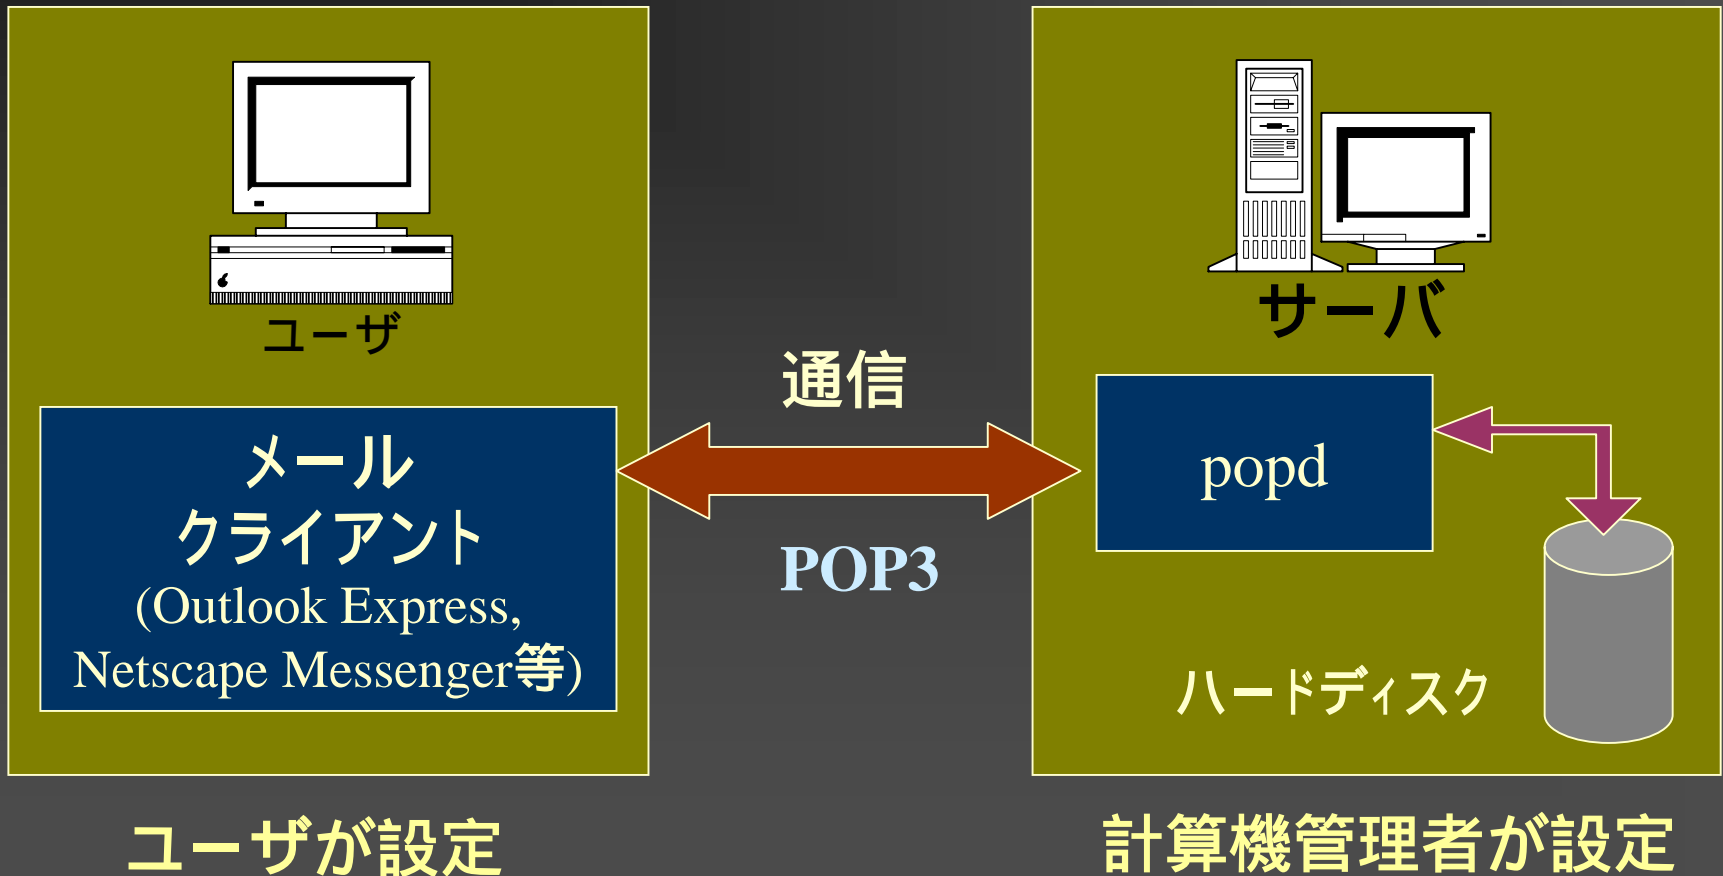 ユーザ
メール
クライアント
(Outlook Express,
Netscape Messenger等)
通信
POP3
サーバ
popd
ハードディスク
ユーザが設定
計算機管理者が設定